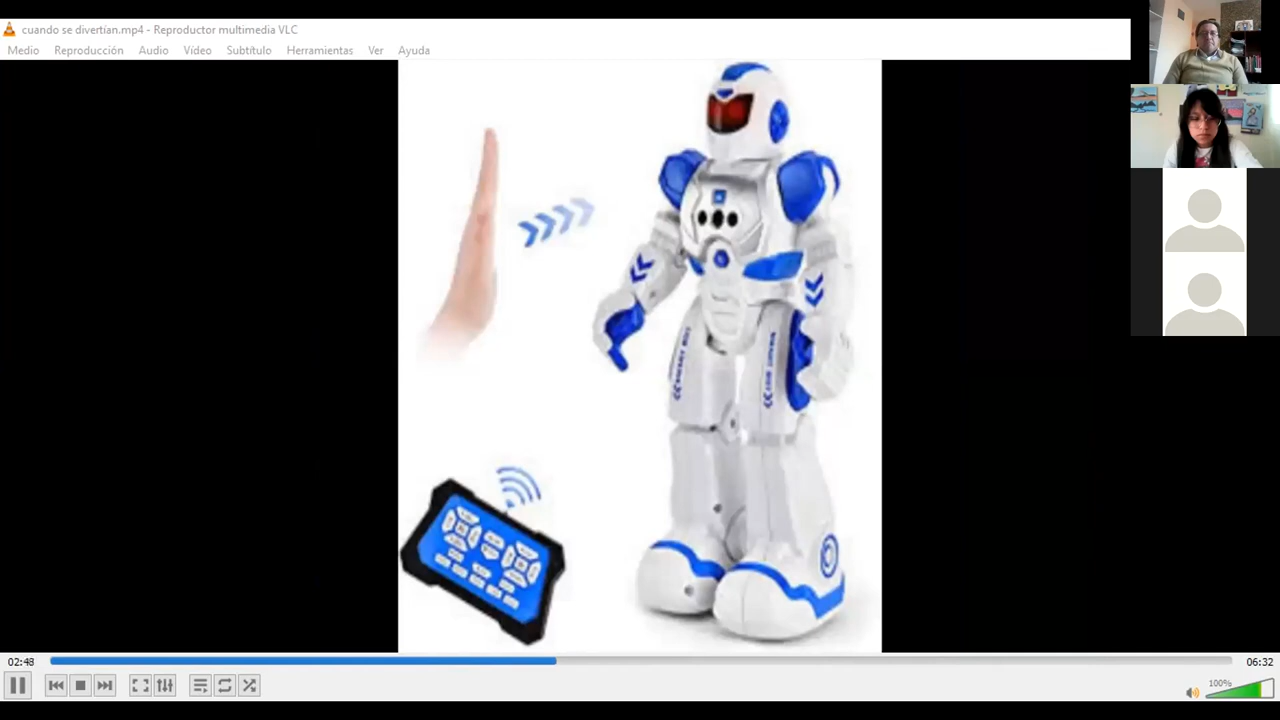 cuando se divertían.mp4 - Reproductor multimedia VLC
Medio Reproducción Audio Vídeo Subtítulo Herramientas Ver Ayuda
02:48
06:32
100%